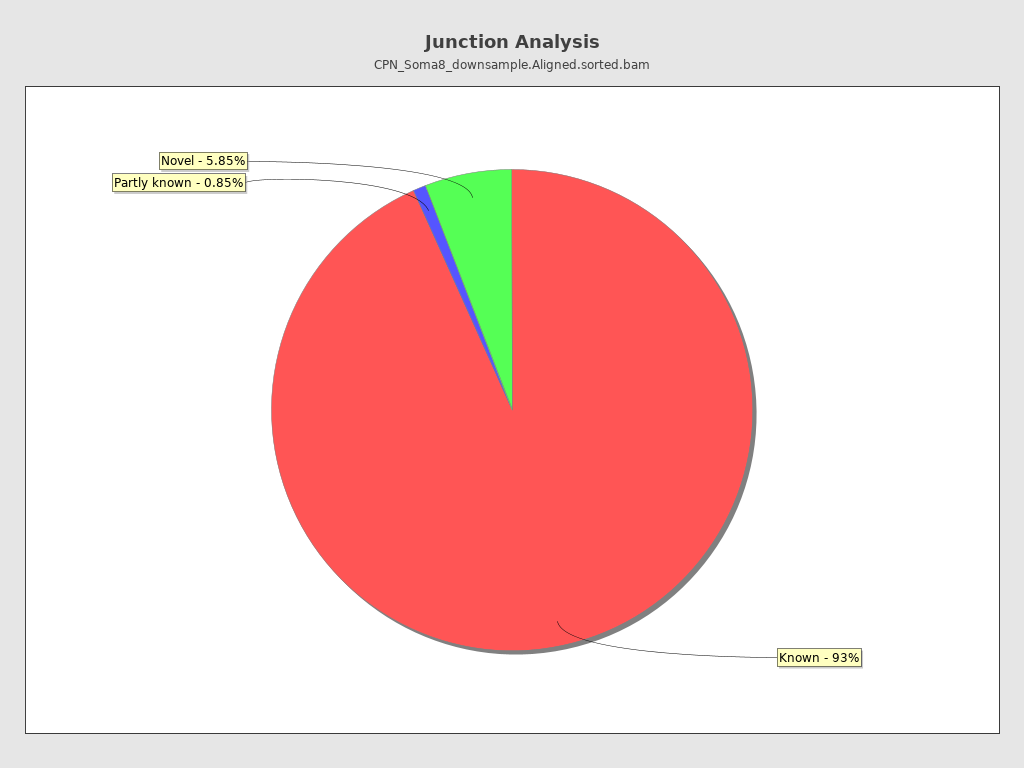 Junction Analysis
CPN_Soma8_downsample.Aligned.sorted.bam
Novel - 5.85%
Partly known - 0.85%
Known - 93%